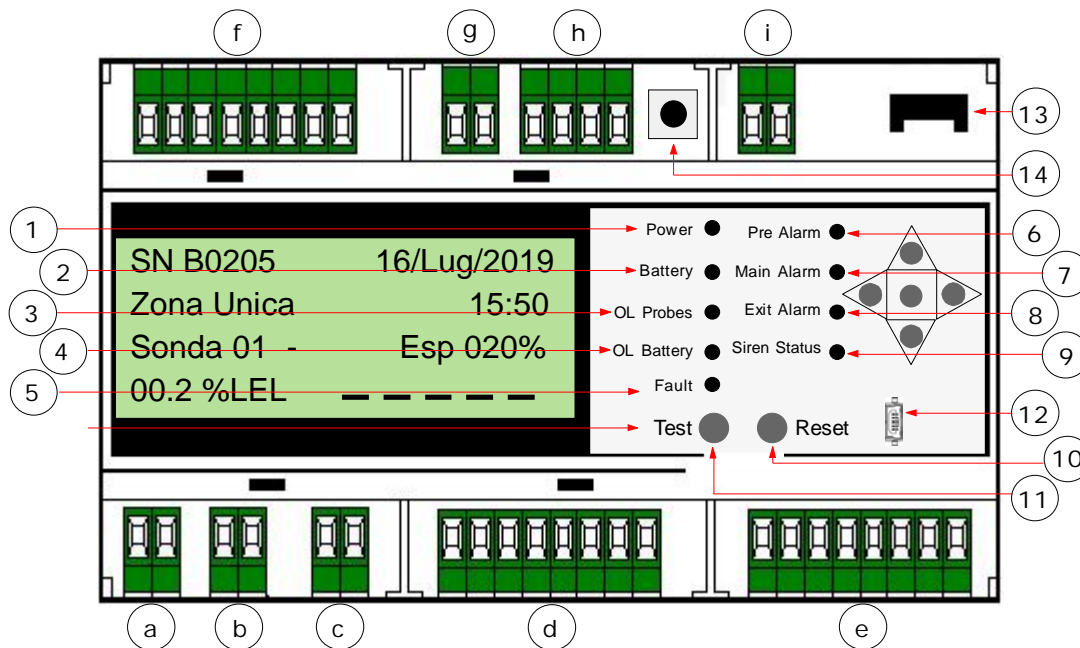 f g h i
13
14
1 Power Pre Alarm 6
SN B0205 16/Lug/2019
2 Battery Main Alarm 7
Zona Unica 15:50
3 OL Probes Exit Alarm 8
Sonda 01 - Esp 020%
4 OL Battery Siren Status 9
00.2 %LEL _ _ _ _ _
5 Fault
12
Test Reset
10
11
a b c d e